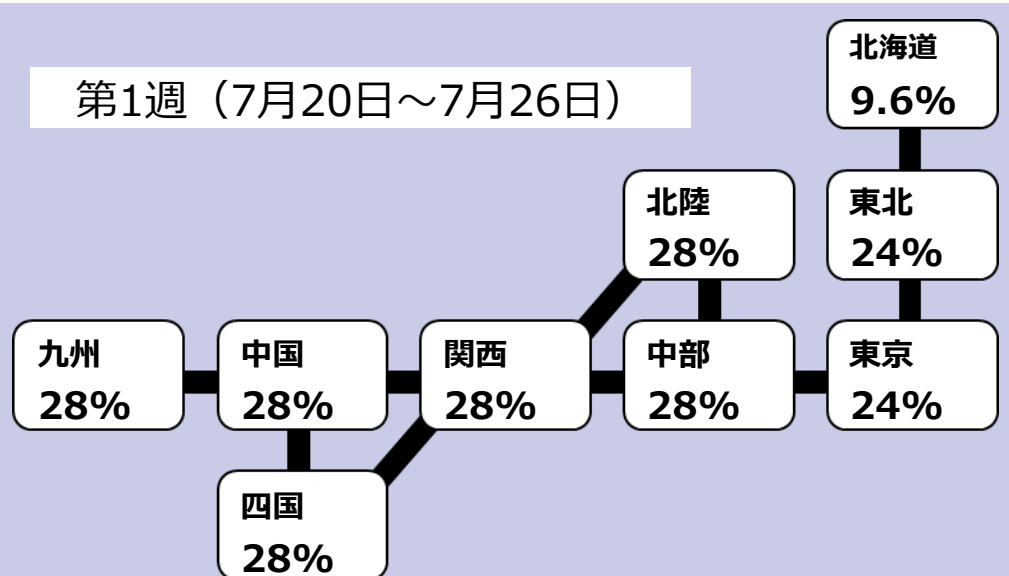 第1週（7月20日～7月26日）
北海道
9.6%
北陸
28%
東北
24%
九州
28%
中国
28%
関西
28%
中部
28%
東京
24%
四国
28%